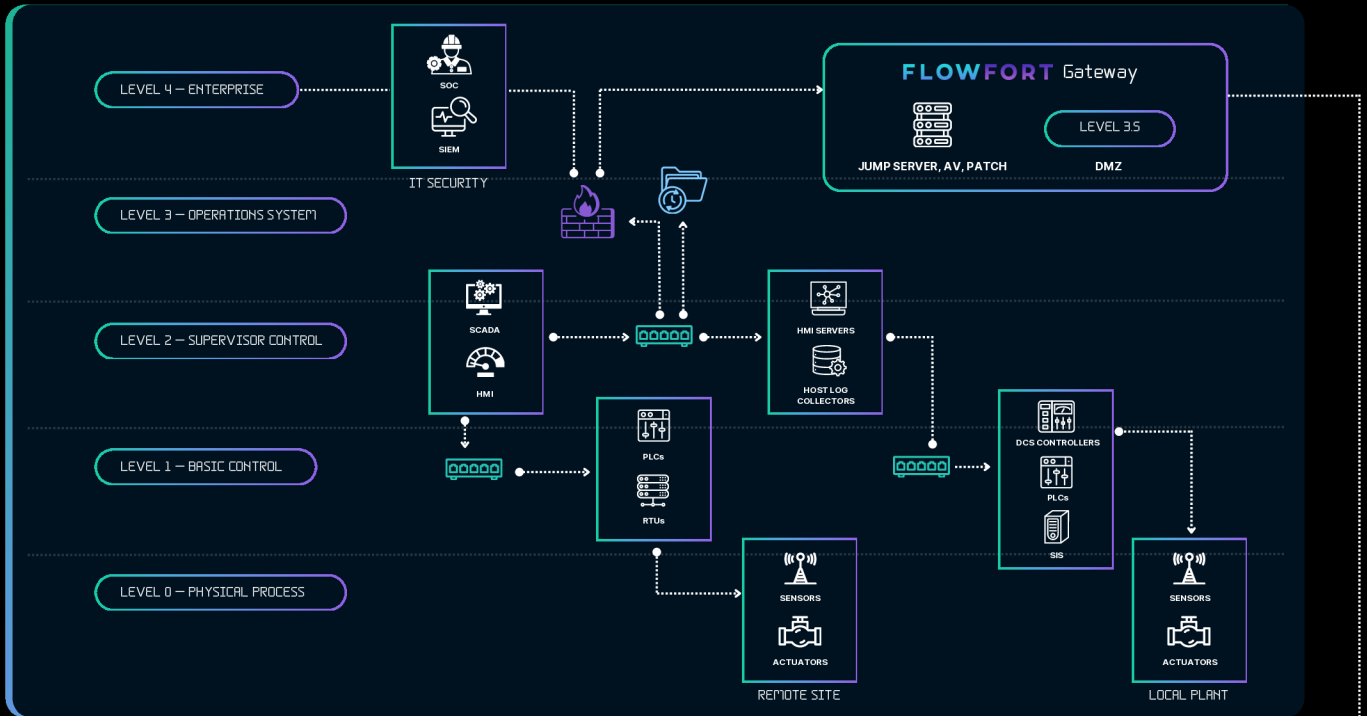 LEVEL 4 — ENTERPRISE
SOC
SIEM
IT SECURITY
FLOWFORT Gateway
LEVEL 3.5
JUMP SERVER, AV, PATCH
DMZ
LEVEL 3 — OPERATIONS SYSTEM
LEVEL 2 — SUPERVISOR CONTROL
SCADA
HMI
HMI SERVERS
HOST LOG
COLLECTORS
LEVEL 1 — BASIC CONTROL
PLCs
RTUs
DCS CONTROLLERS
PLCs
SIS
LEVEL 0 — PHYSICAL PROCESS
SENSORS
ACTUATORS
REMOTE SITE
SENSORS
ACTUATORS
LOCAL PLANT